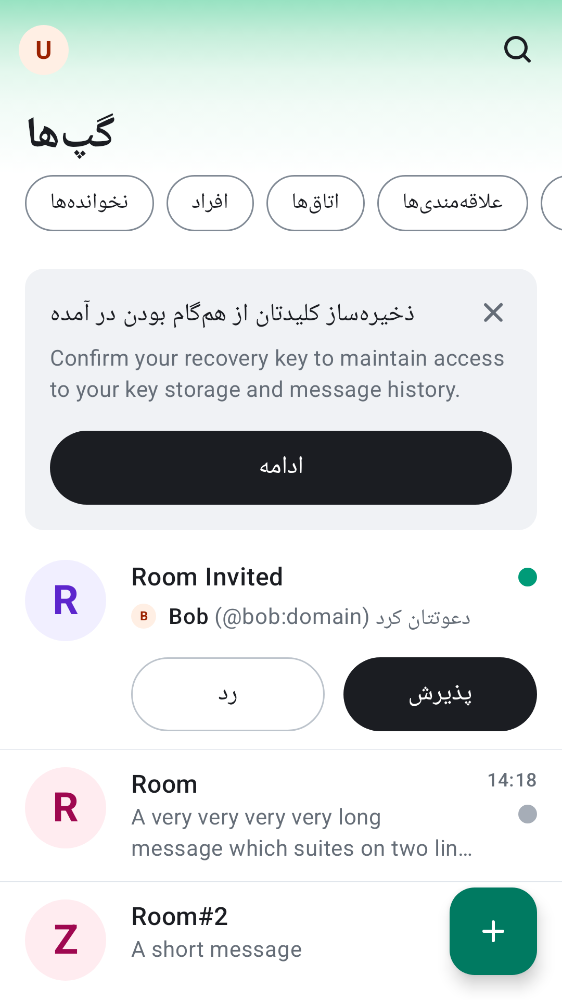 U
گپ‌ها
نخوانده‌ها
افراد
اتاق‌ها
علاقه‌مندی‌ها
ذخیره‌ساز کلیدتان از هم‌گام بودن در آمده
Confirm your recovery key to maintain access
to your key storage and message history.
ادامه
R
Room Invited
B
Bob (@bob:domain) دعوتتان کرد
رد
پذیرش
R
Room
14:18
A very very very very long
message which suites on two lin…
Z
Room#2
A short message